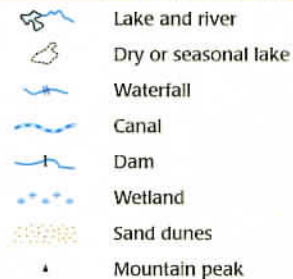 Lake and river
Dry or seasonal lake
Waterfall
Canal
Dam
Wetland
Sand dunes
Mountain peak